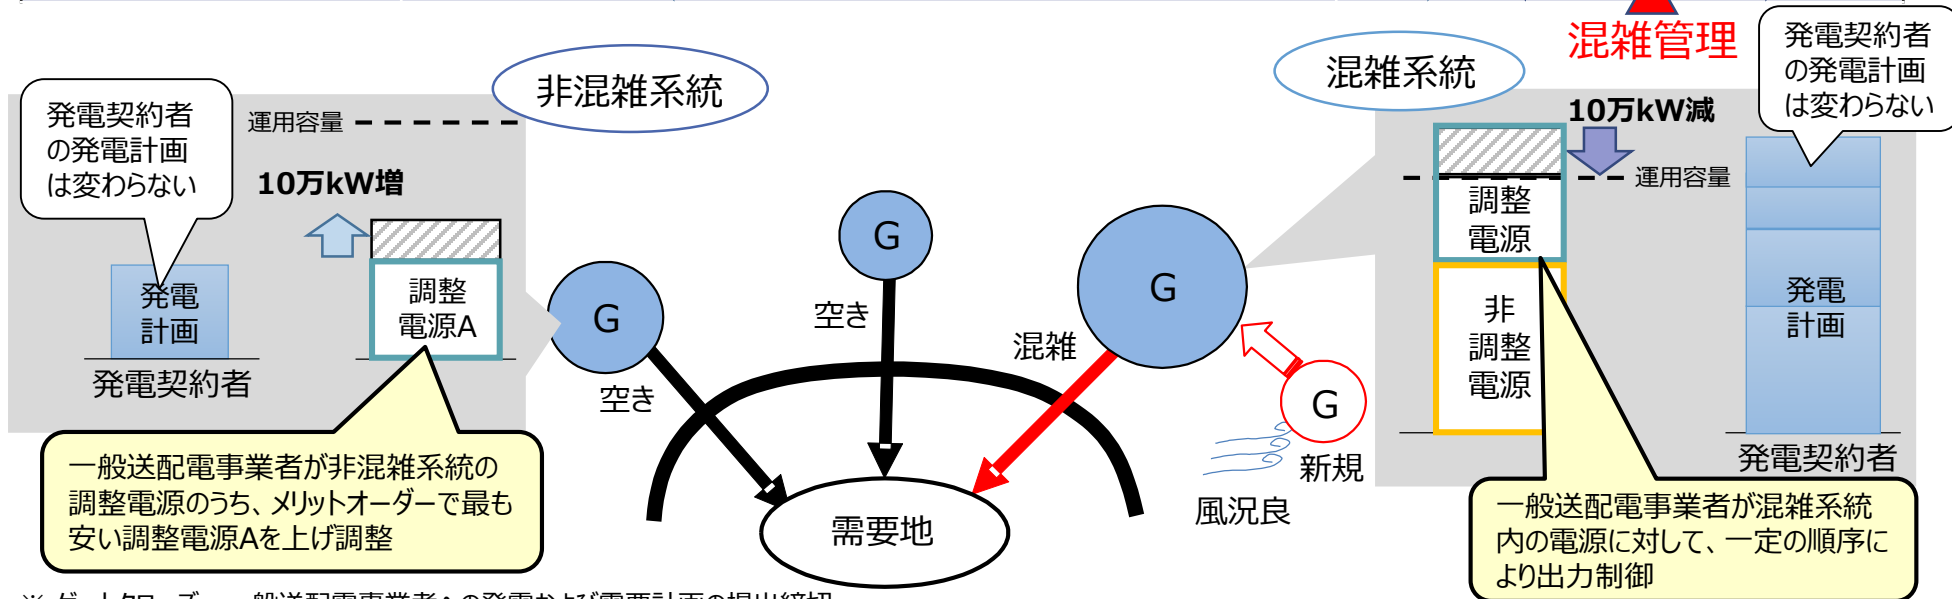 混雑管理
非混雑系統
混雑系統
発電契約者
の発電計画
は変わらない
運用容量
10万kW増
発電
計画
発電契約者
調整
電源A
一般送配電事業者が非混雑系統の
調整電源のうち、メリットオーダーで最も
安い調整電源Aを上げ調整
G
空き
G
空き
G
混雑
G
新規
風況良
需要地
10万kW減
運用容量
調整
電源
非
調整
電源
発電契約者
の発電計画
は変わらない
発電
計画
発電契約者
一般送配電事業者が混雑系統
内の電源に対して、一定の順序に
より出力制御